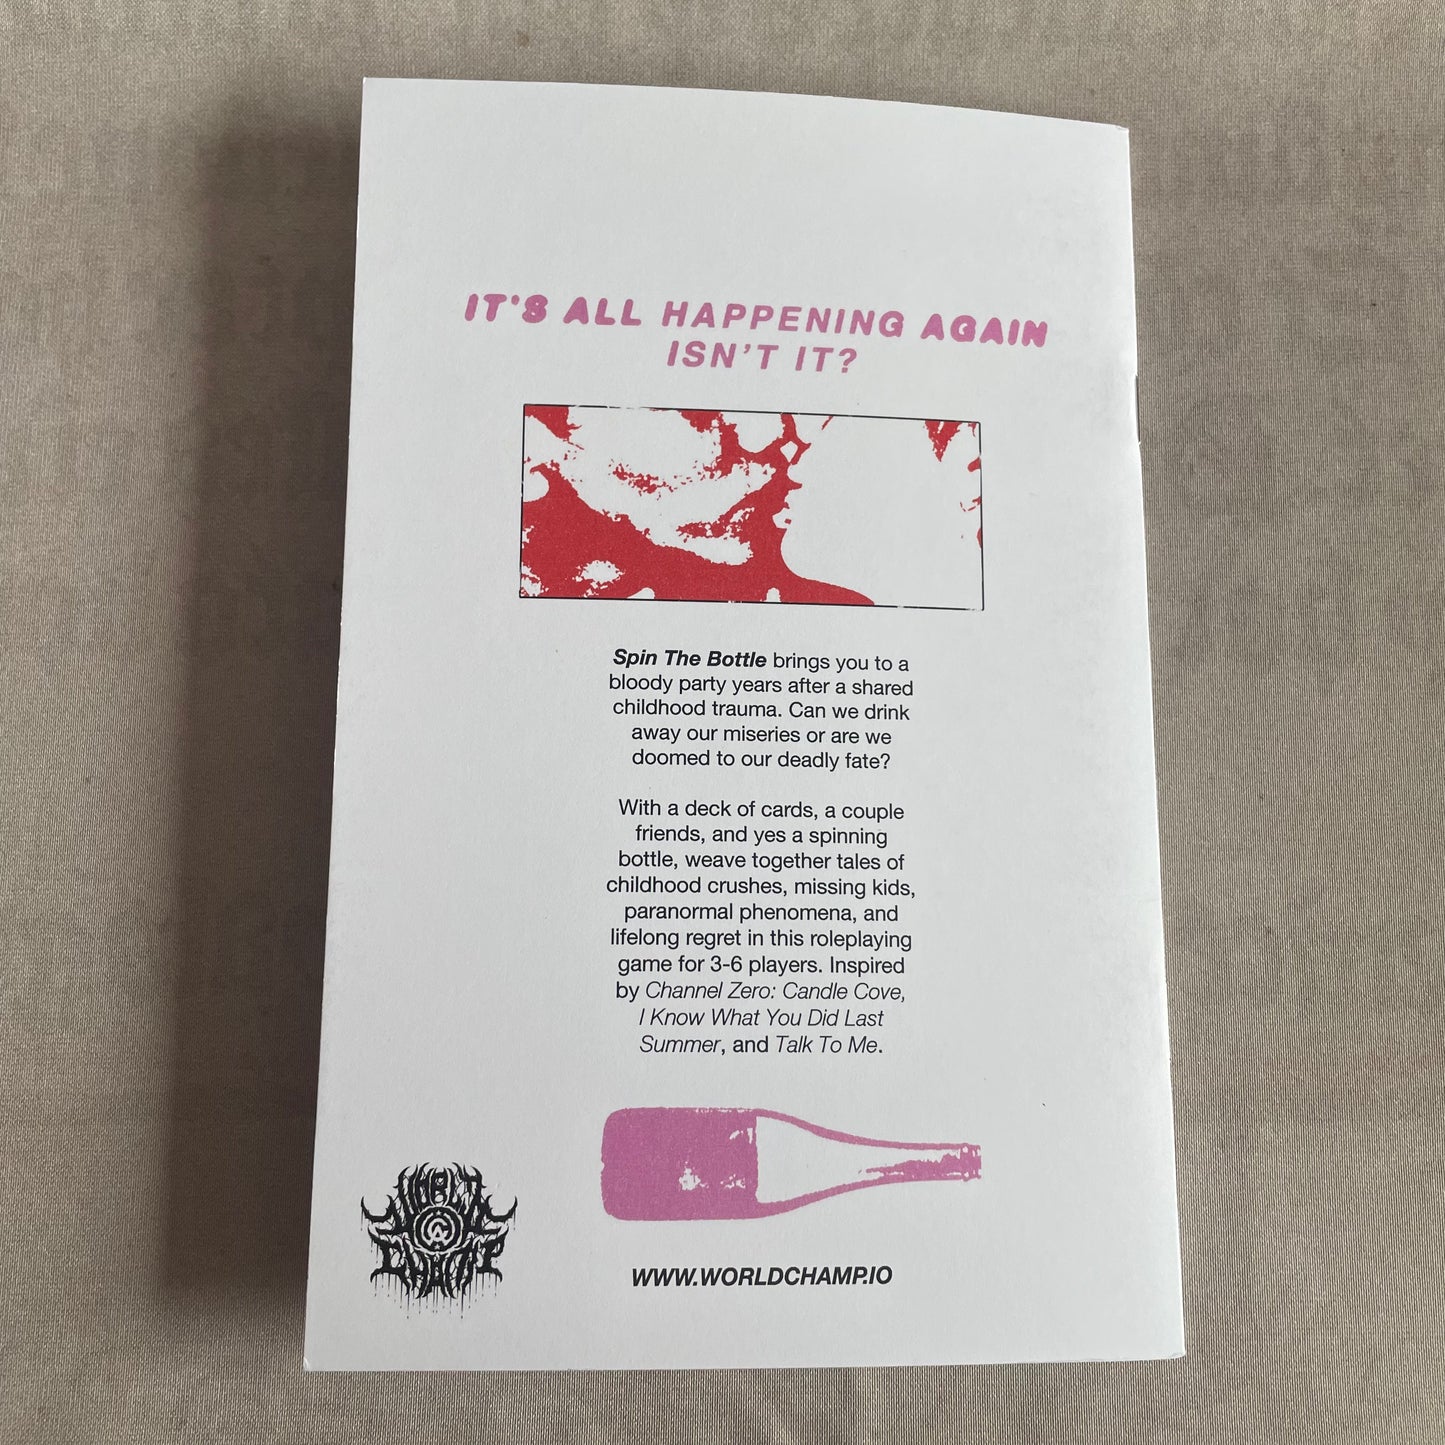 IT'S ALL HAPPENING AGAIN
ISN'T IT?
Spin The Bottle brings you to a
bloody party years after a shared
childhood trauma. Can we drink
away our miseries or are we
doomed to our deadly fate?
With a deck of cards, a couple
friends, and yes a spinning
bottle, weave together tales of
childhood crushes, missing kids,
paranormal phenomena, and
lifelong regret in this roleplaying
game for 3-6 players. Inspired
by Channel Zero: Candle Cove,
I Know What You Did Last
Summer, and Talk To Me.
WORLD
CHAMP
WWW.WORLDCHAMP.IO